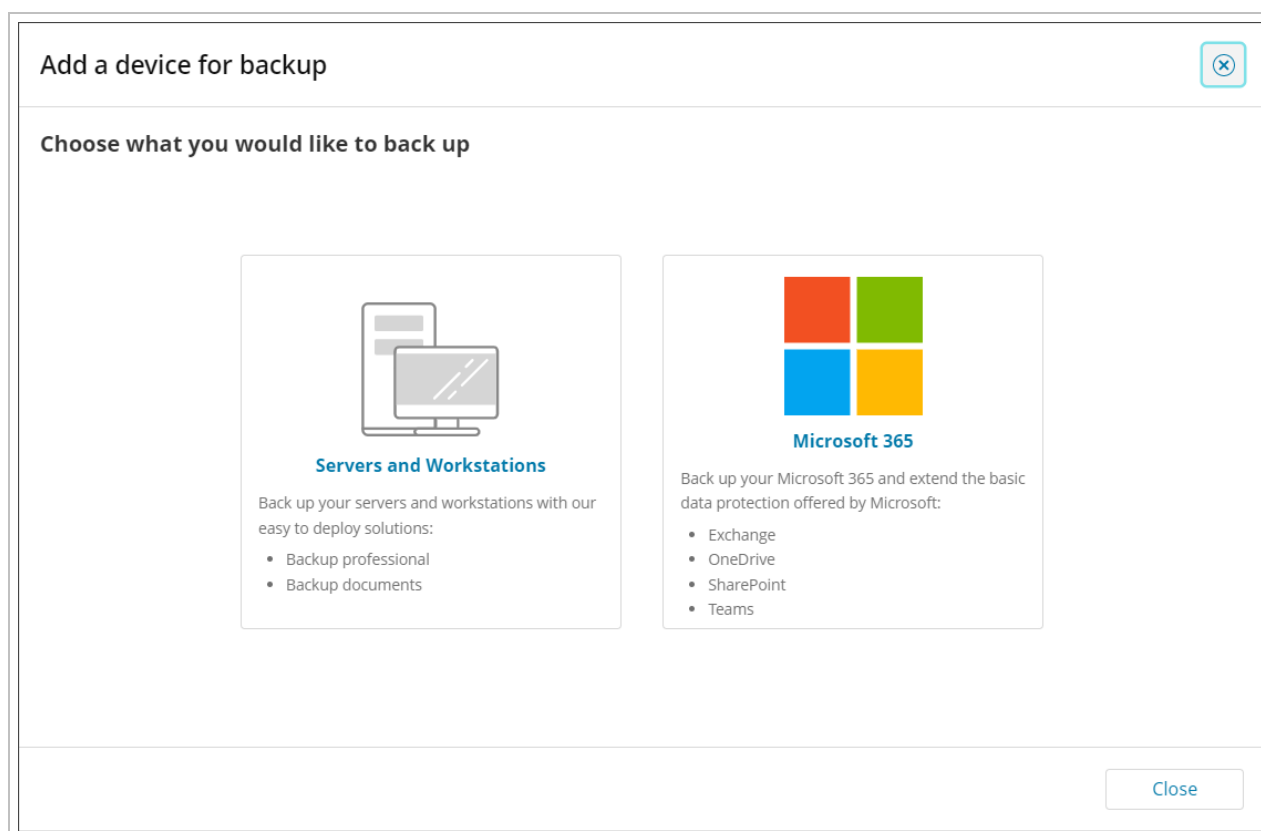 Add a device for backup
Choose what you would like to back up
Servers and Workstations
Back up your servers and workstations with our
easy to deploy solutions:
• Backup professional
• Backup documents
Microsoft 365
Back up your Microsoft 365 and extend the basic
data protection offered by Microsoft:
• Exchange
• OneDrive
• SharePoint
• Teams
Close